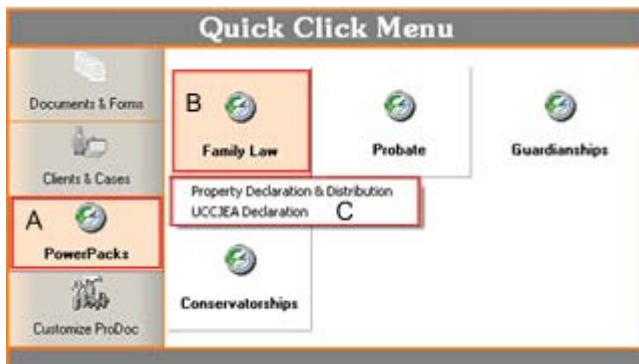 Quick Click Menu
Documents & Forms
Clients & Cases
A
PowerPacks
Customize ProDoc
B
Family Law
Probate
Guardianships
Property Declaration & Distribution
UCCJEA Declaration
C
Conservatorships